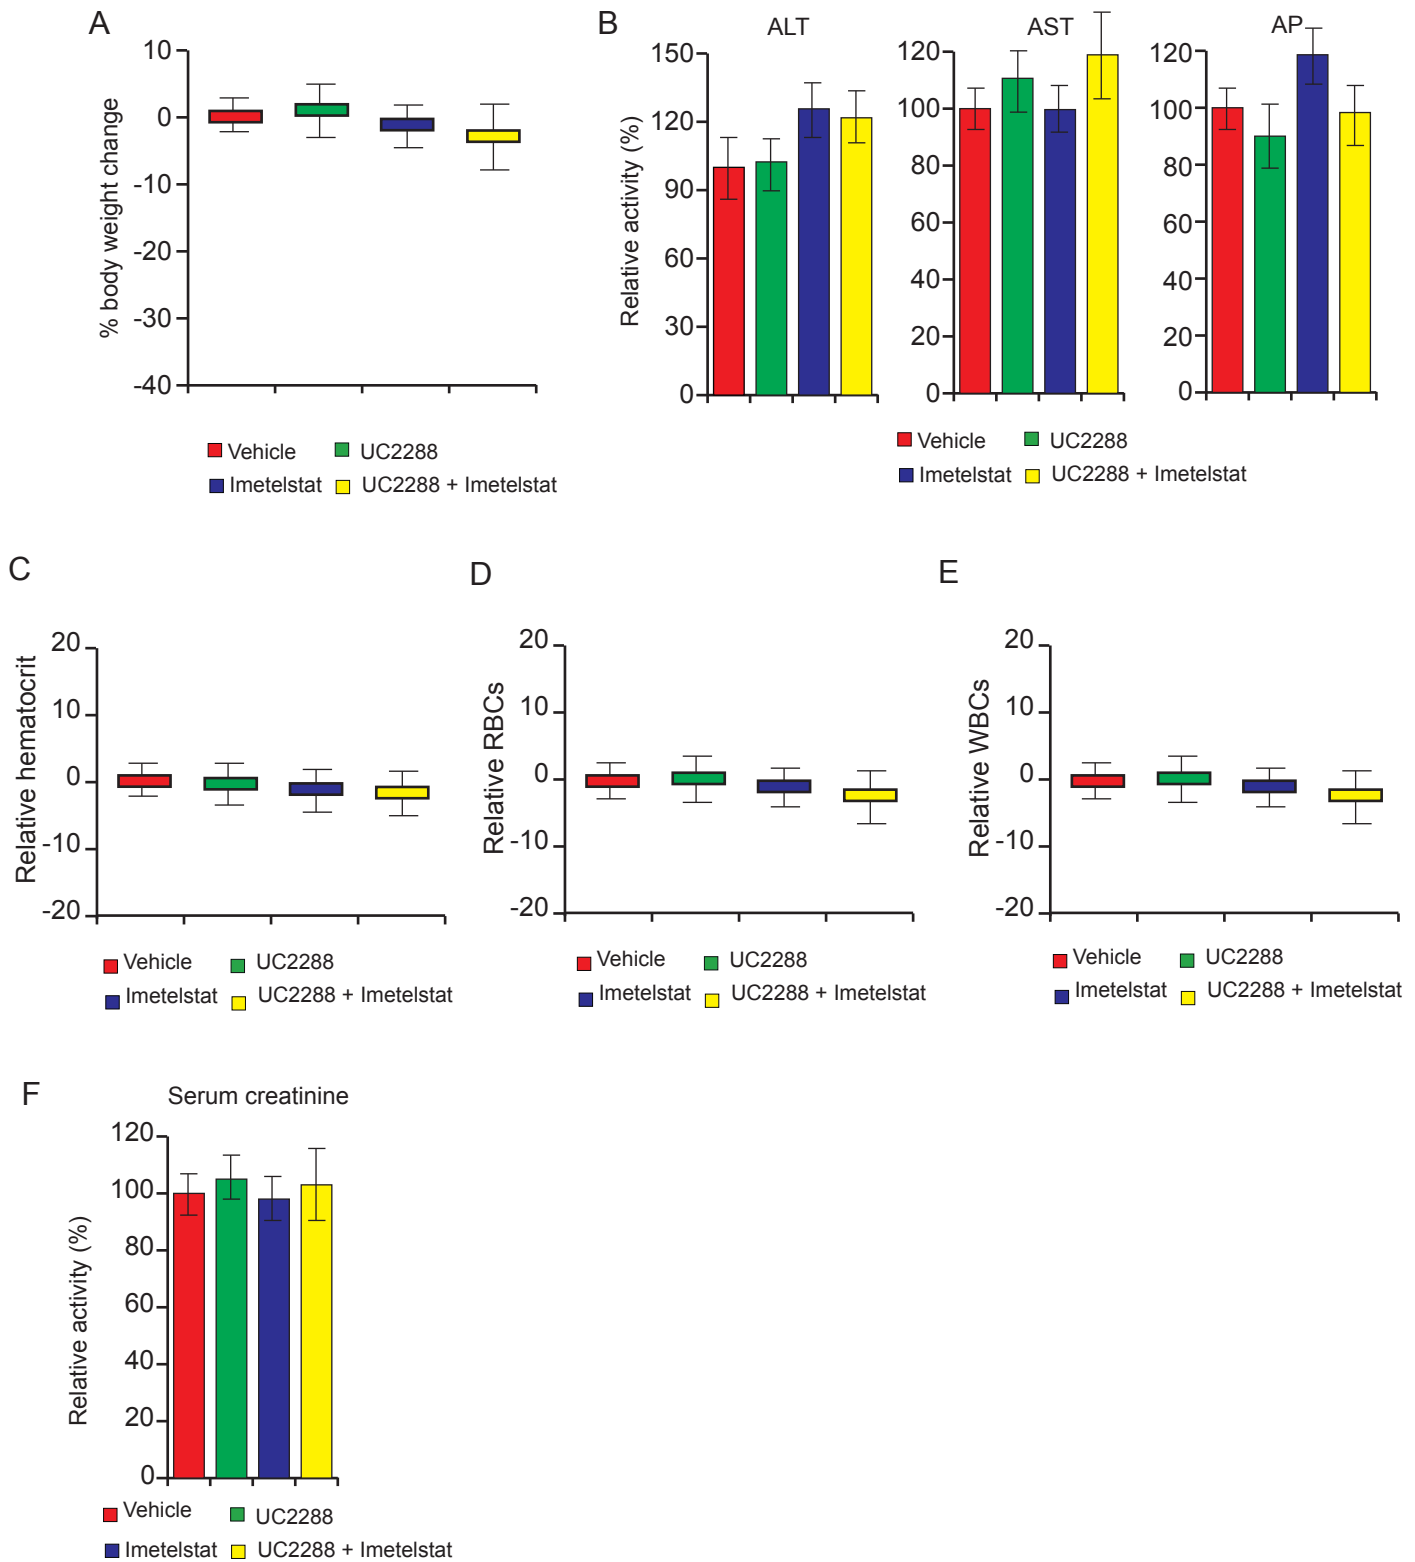 A
% body weight change
10
0
-10
-20
-30
-40
Vehicle
UC2288
Imetelstat
UC2288 + Imetelstat
B
Relative activity (%)
ALT
150
120
90
60
30
0
AST
120
100
80
60
40
20
0
AP
120
100
80
60
40
20
0
Vehicle
UC2288
Imetelstat
UC2288 + Imetelstat
C
Relative hematocrit
20
10
0
-10
-20
Vehicle
UC2288
Imetelstat
UC2288 + Imetelstat
D
Relative RBCs
20
10
0
-10
-20
Vehicle
UC2288
Imetelstat
UC2288 + Imetelstat
E
Relative WBCs
20
10
0
-10
-20
Vehicle
UC2288
Imetelstat
UC2288 + Imetelstat
F
Serum creatinine
Relative activity (%)
120
100
80
60
40
20
0
Vehicle
UC2288
Imetelstat
UC2288 + Imetelstat